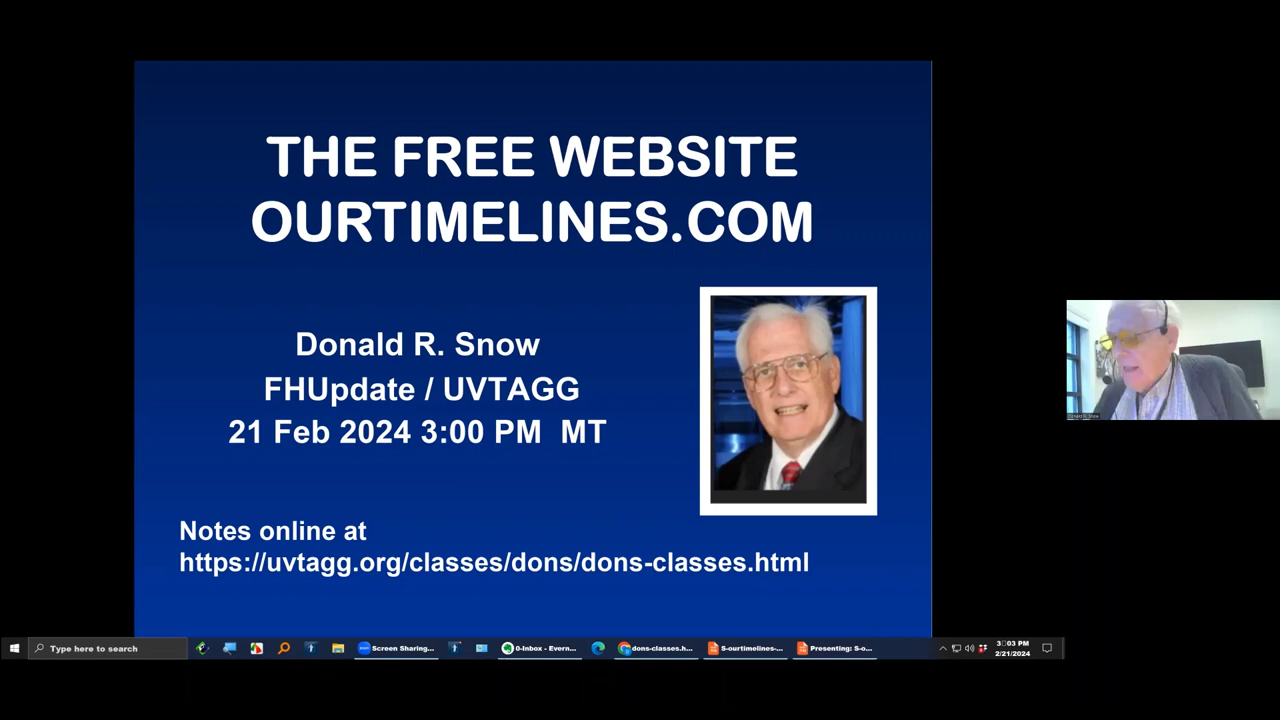 THE FREE WEBSITE
OURTIMELINES.COM
Donald R. Snow
FHUpdate / UVTAGG
21 Feb 2024 3:00 PM MT
Notes online at
https://uvtagg.org/classes/dons/dons-classes.html
Donald R. Snow
Type here to search
Screen Sharing...
0-Inbox - Evern...
dons-classes.h...
S-ourtimelines-...
Presenting: S-o...
3:03 PM
2/21/2024